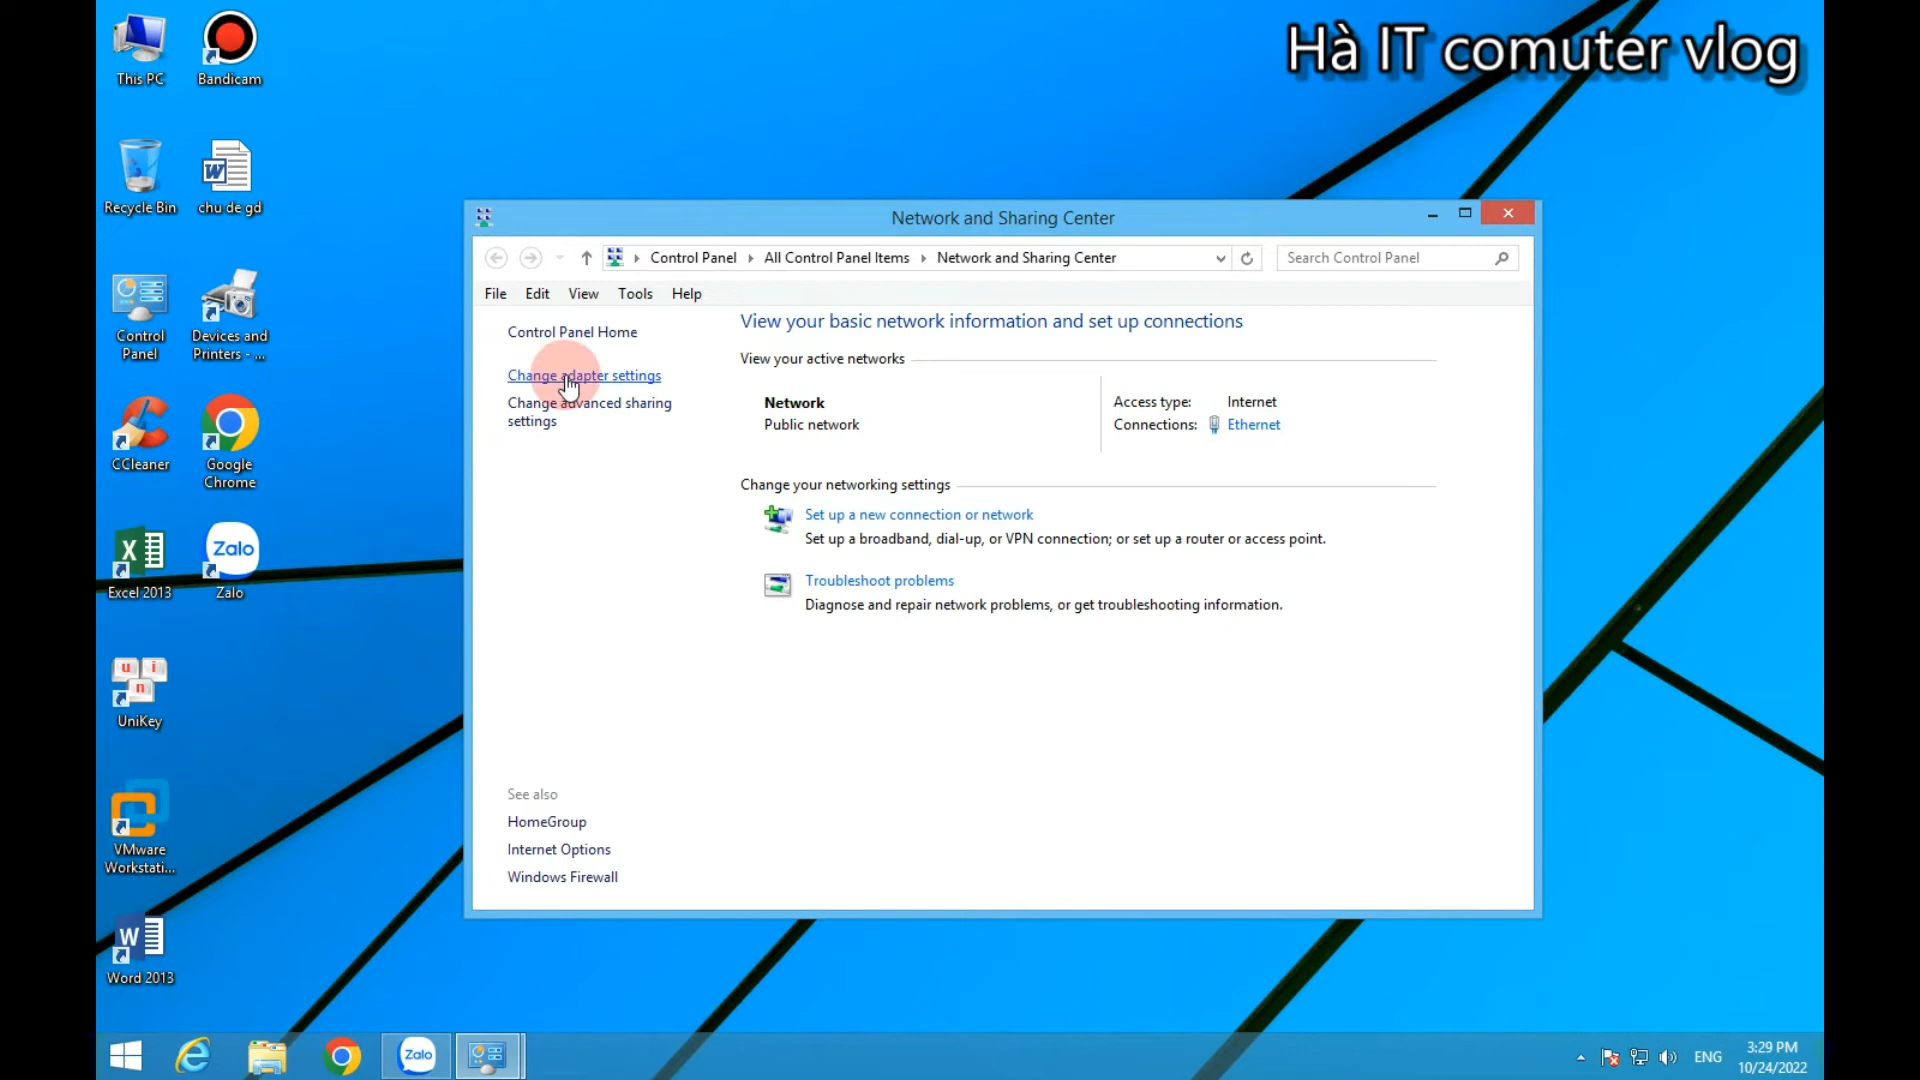 Hà IT comuter vlog
This PC
Bandicam
Recycle Bin
chu de gd
Control
Panel
Devices and
Printers - ...
CCleaner
Google
Chrome
Excel 2013
Zalo
Zalo
UniKey
VMware
Workstati...
Word 2013
Network and Sharing Center
Control Panel
All Control Panel Items
Network and Sharing Center
Search Control Panel
File Edit View Tools Help
Control Panel Home
Change adapter settings
Change advanced sharing
settings
View your basic network information and set up connections
View your active networks
Network
Public network
Access type: Internet
Connections: Ethernet
Change your networking settings
Set up a new connection or network
Set up a broadband, dial-up, or VPN connection; or set up a router or access point.
Troubleshoot problems
Diagnose and repair network problems, or get troubleshooting information.
See also
HomeGroup
Internet Options
Windows Firewall
Zalo
ENG
3:29 PM
10/24/2022